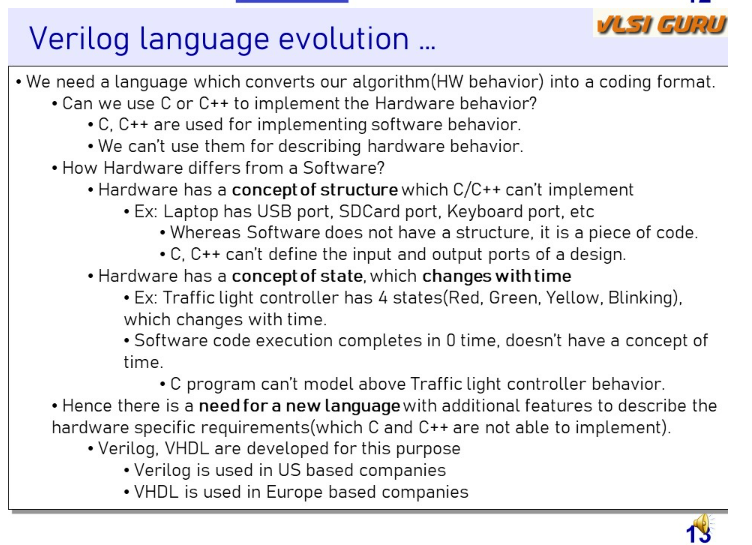 VLSI GURU
Verilog language evolution ...
• We need a language which converts our algorithm(HW behavior) into a coding format.
• Can we use C or C++ to implement the Hardware behavior?
• C, C++ are used for implementing software behavior.
• We can't use them for describing hardware behavior.
• How Hardware differs from a Software?
• Hardware has a concept of structure which C/C++ can't implement
• Ex: Laptop has USB port, SDCard port, Keyboard port, etc
• Whereas Software does not have a structure, it is a piece of code.
• C, C++ can't define the input and output ports of a design.
• Hardware has a concept of state, which changes with time
• Ex: Traffic light controller has 4 states(Red, Green, Yellow, Blinking),
which changes with time.
• Software code execution completes in 0 time, doesn't have a concept of
time.
• C program can't model above Traffic light controller behavior.
• Hence there is a need for a new language with additional features to describe the
hardware specific requirements(which C and C++ are not able to implement).
• Verilog, VHDL are developed for this purpose
• Verilog is used in US based companies
• VHDL is used in Europe based companies
13